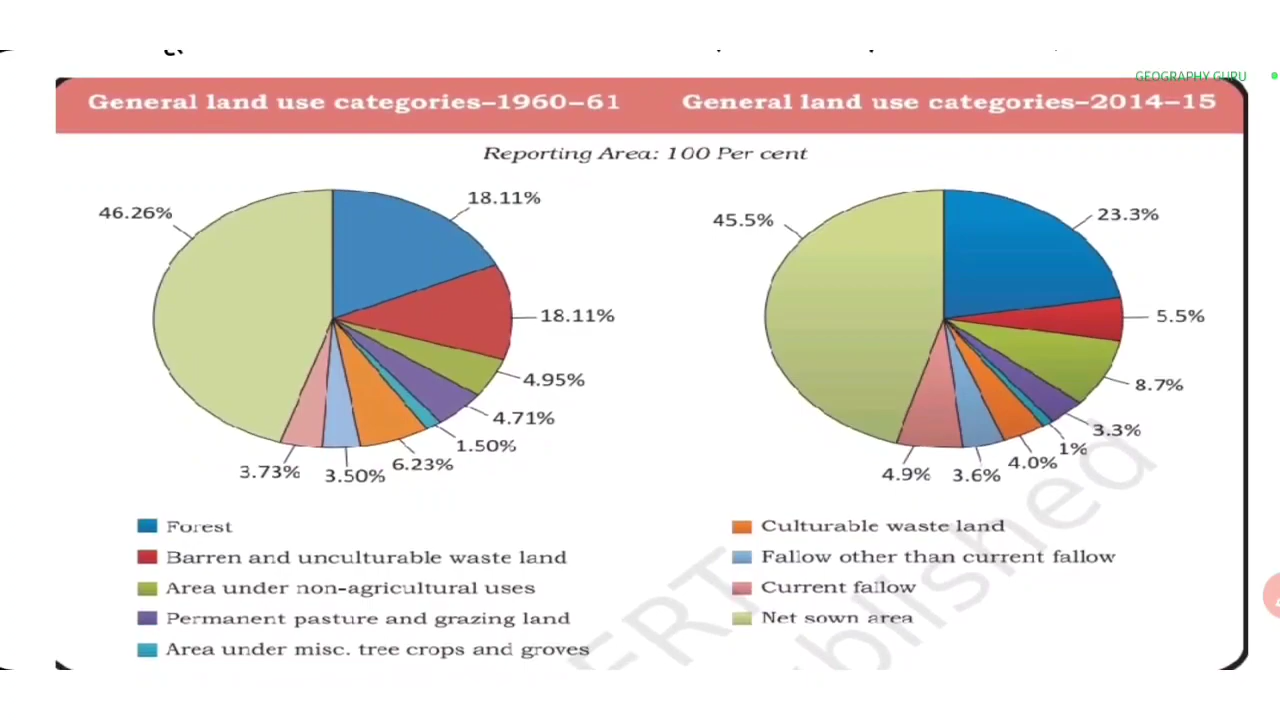 GEOGRAPHY GURU
General land use categories–1960–61
General land use categories–2014–15
Reporting Area: 100 Per cent
46.26%
18.11%
18.11%
4.95%
4.71%
1.50%
6.23%
3.50%
3.73%
45.5%
23.3%
5.5%
8.7%
3.3%
1%
4.0%
3.6%
4.9%
Forest
Barren and unculturable waste land
Area under non-agricultural uses
Permanent pasture and grazing land
Area under misc. tree crops and groves
Culturable waste land
Fallow other than current fallow
Current fallow
Net sown area